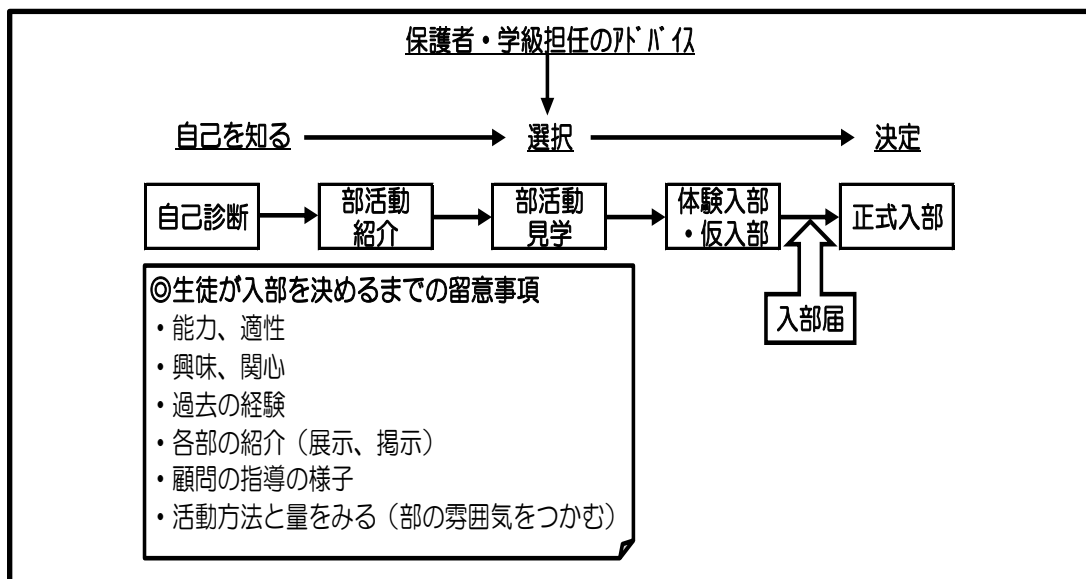 保護者・学級担任のｱﾄﾞﾊﾞｲｽ
自己を知る
選択
決定
自己診断
部活動
紹介
部活動
見学
体験入部
・仮入部
正式入部
入部届
◎生徒が入部を決めるまでの留意事項
・能力、適性
・興味、関心
・過去の経験
・各部の紹介（展示、掲示）
・顧問の指導の様子
・活動方法と量をみる（部の雰囲気をつかむ）